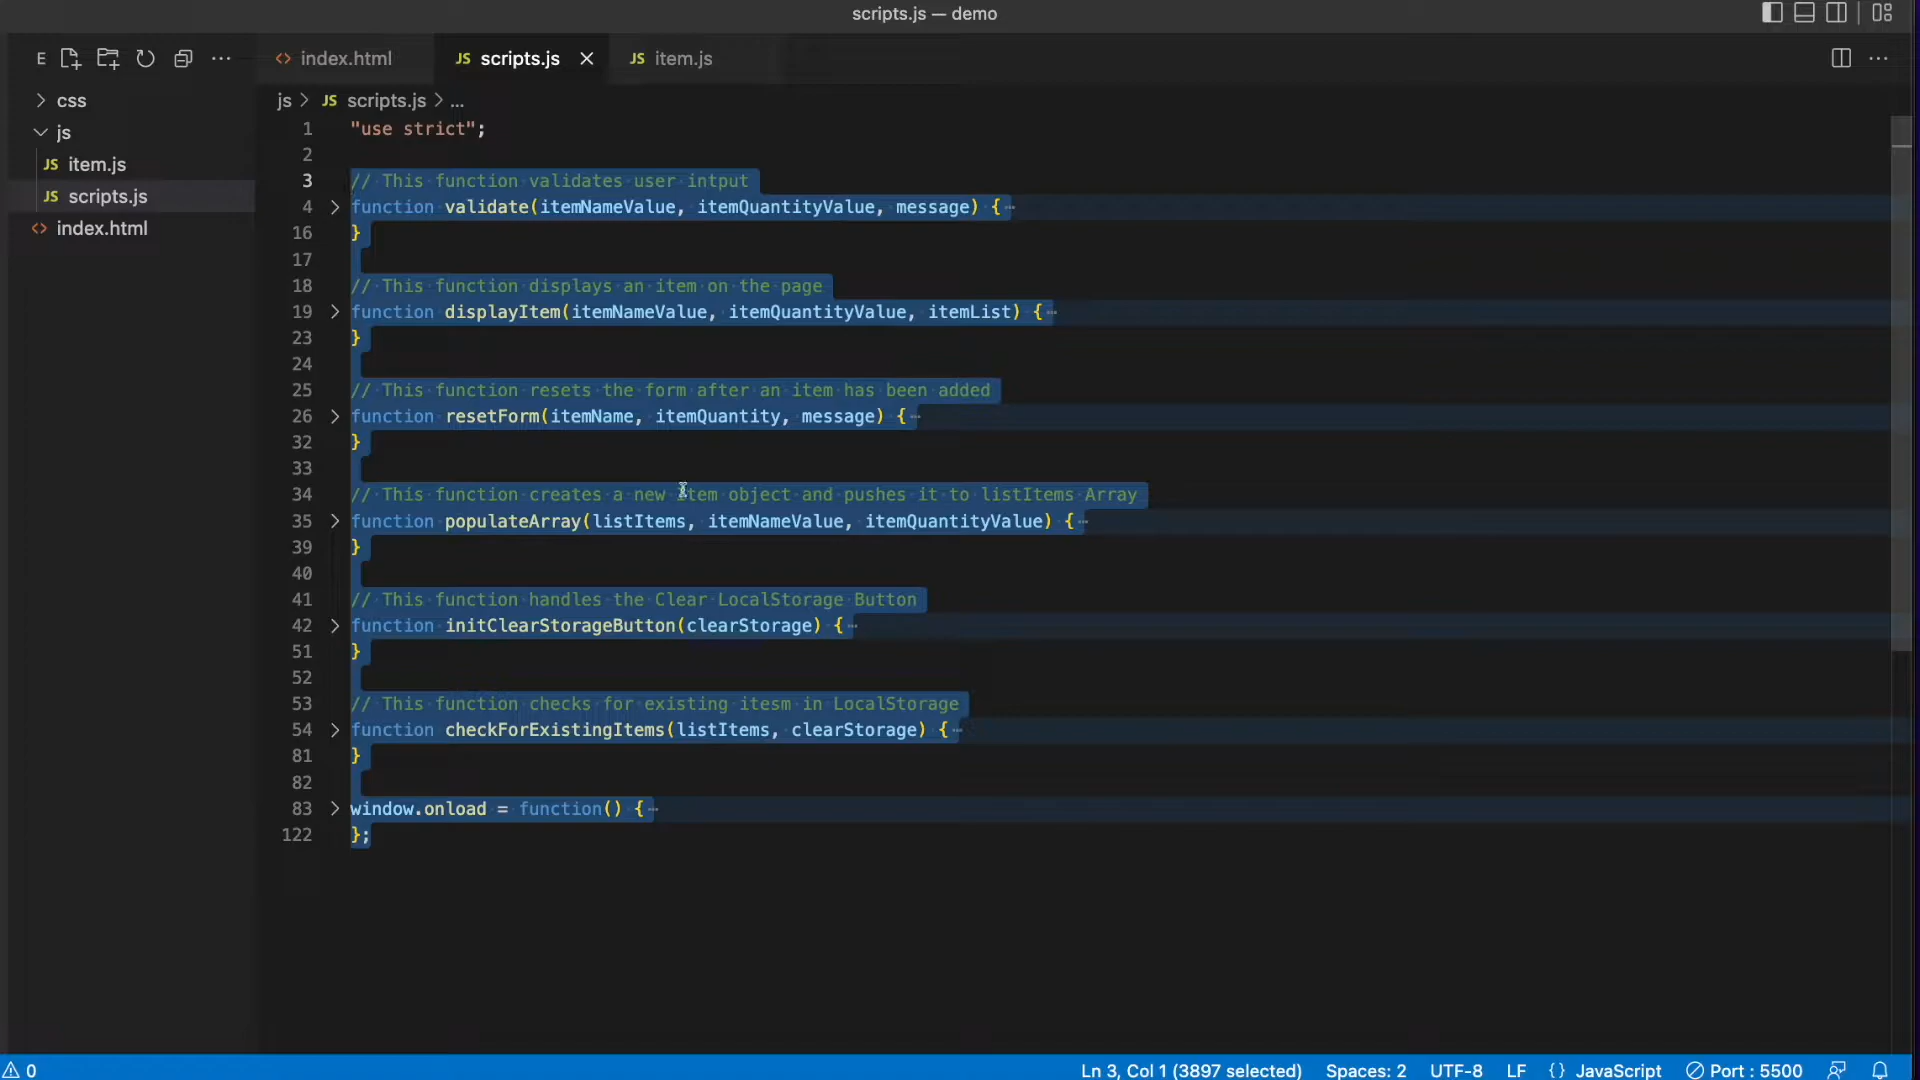 scripts.js — demo
E
index.html
JS scripts.js
JS item.js
css
js
JS item.js
JS scripts.js
index.html
js > JS scripts.js > ...
1 "use strict";
2
3 // This function validates user intput
4 function validate(itemNameValue, itemQuantityValue, message) {
16 }
17
18 // This function displays an item on the page
19 function displayItem(itemNameValue, itemQuantityValue, itemList) {
23 }
24
25 // This function resets the form after an item has been added
26 function resetForm(itemName, itemQuantity, message) {
32 }
33
34 // This function creates a new item object and pushes it to listItems Array
35 function populateArray(listItems, itemNameValue, itemQuantityValue) {
39 }
40
41 // This function handles the Clear LocalStorage Button
42 function initClearStorageButton(clearStorage) {
51 }
52
53 // This function checks for existing itesm in LocalStorage
54 function checkForExistingItems(listItems, clearStorage) {
81 }
82
83 window.onload = function() {
122 };
0
Ln 3, Col 1 (3897 selected) Spaces: 2 UTF-8 LF {} JavaScript Port : 5500